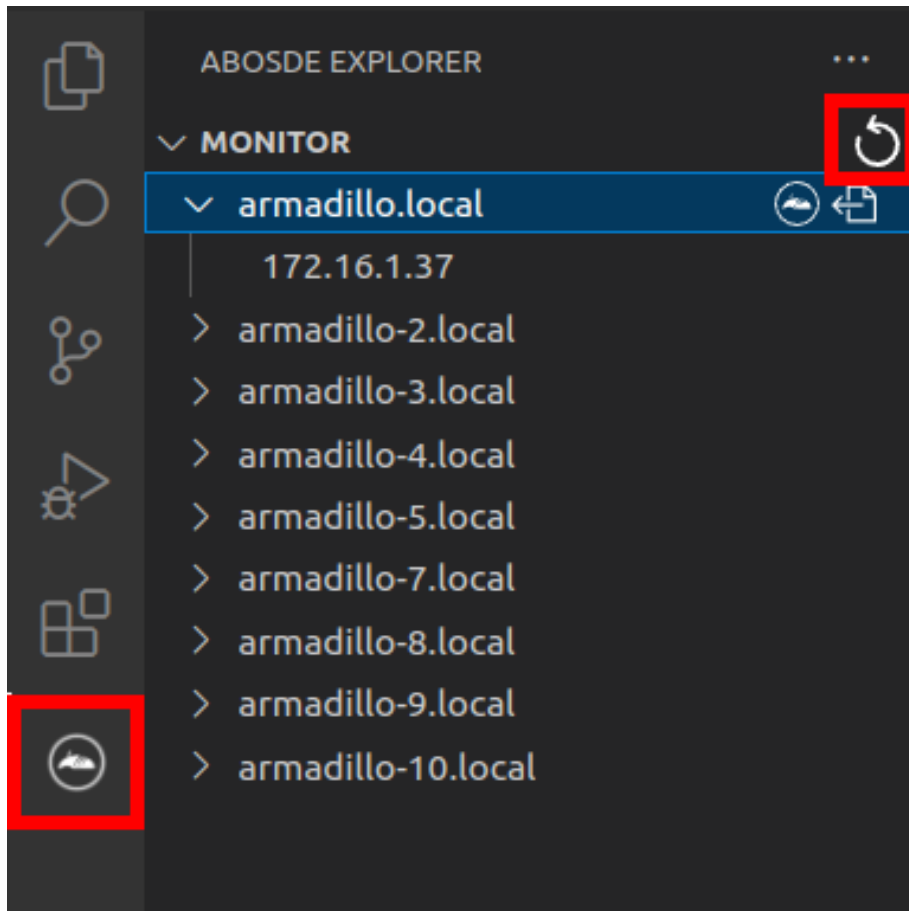 ABOSDE EXPLORER
MONITOR
armadillo.local
172.16.1.37
armadillo-2.local
armadillo-3.local
armadillo-4.local
armadillo-5.local
armadillo-7.local
armadillo-8.local
armadillo-9.local
armadillo-10.local